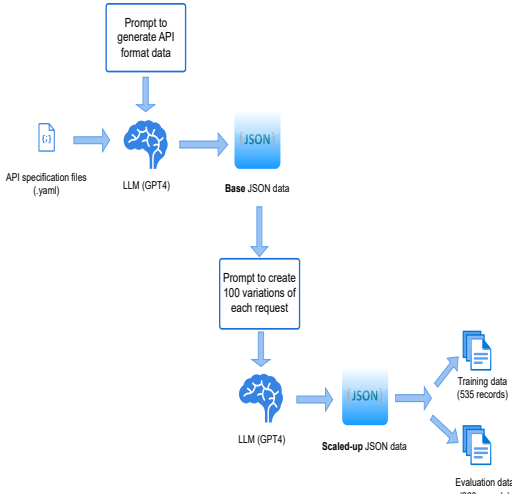 Prompt to
generate API
format data
{;}
{JSON}
API specification files
(.yaml)
LLM (GPT4)
Base JSON data
Prompt to create
100 variations of
each request
{JSON}
LLM (GPT4)
Scaled-up JSON data
Training data
(535 records)
Evaluation data